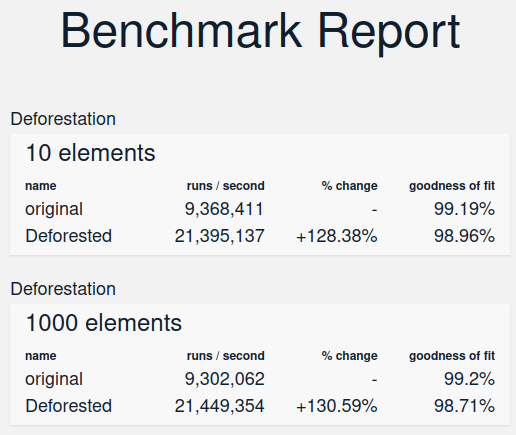 Benchmark Report
Deforestation
10 elements
name runs / second % change goodness of fit
original 9,368,411 - 99.19%
Deforested 21,395,137 +128.38% 98.96%
Deforestation
1000 elements
name runs / second % change goodness of fit
original 9,302,062 - 99.2%
Deforested 21,449,354 +130.59% 98.71%